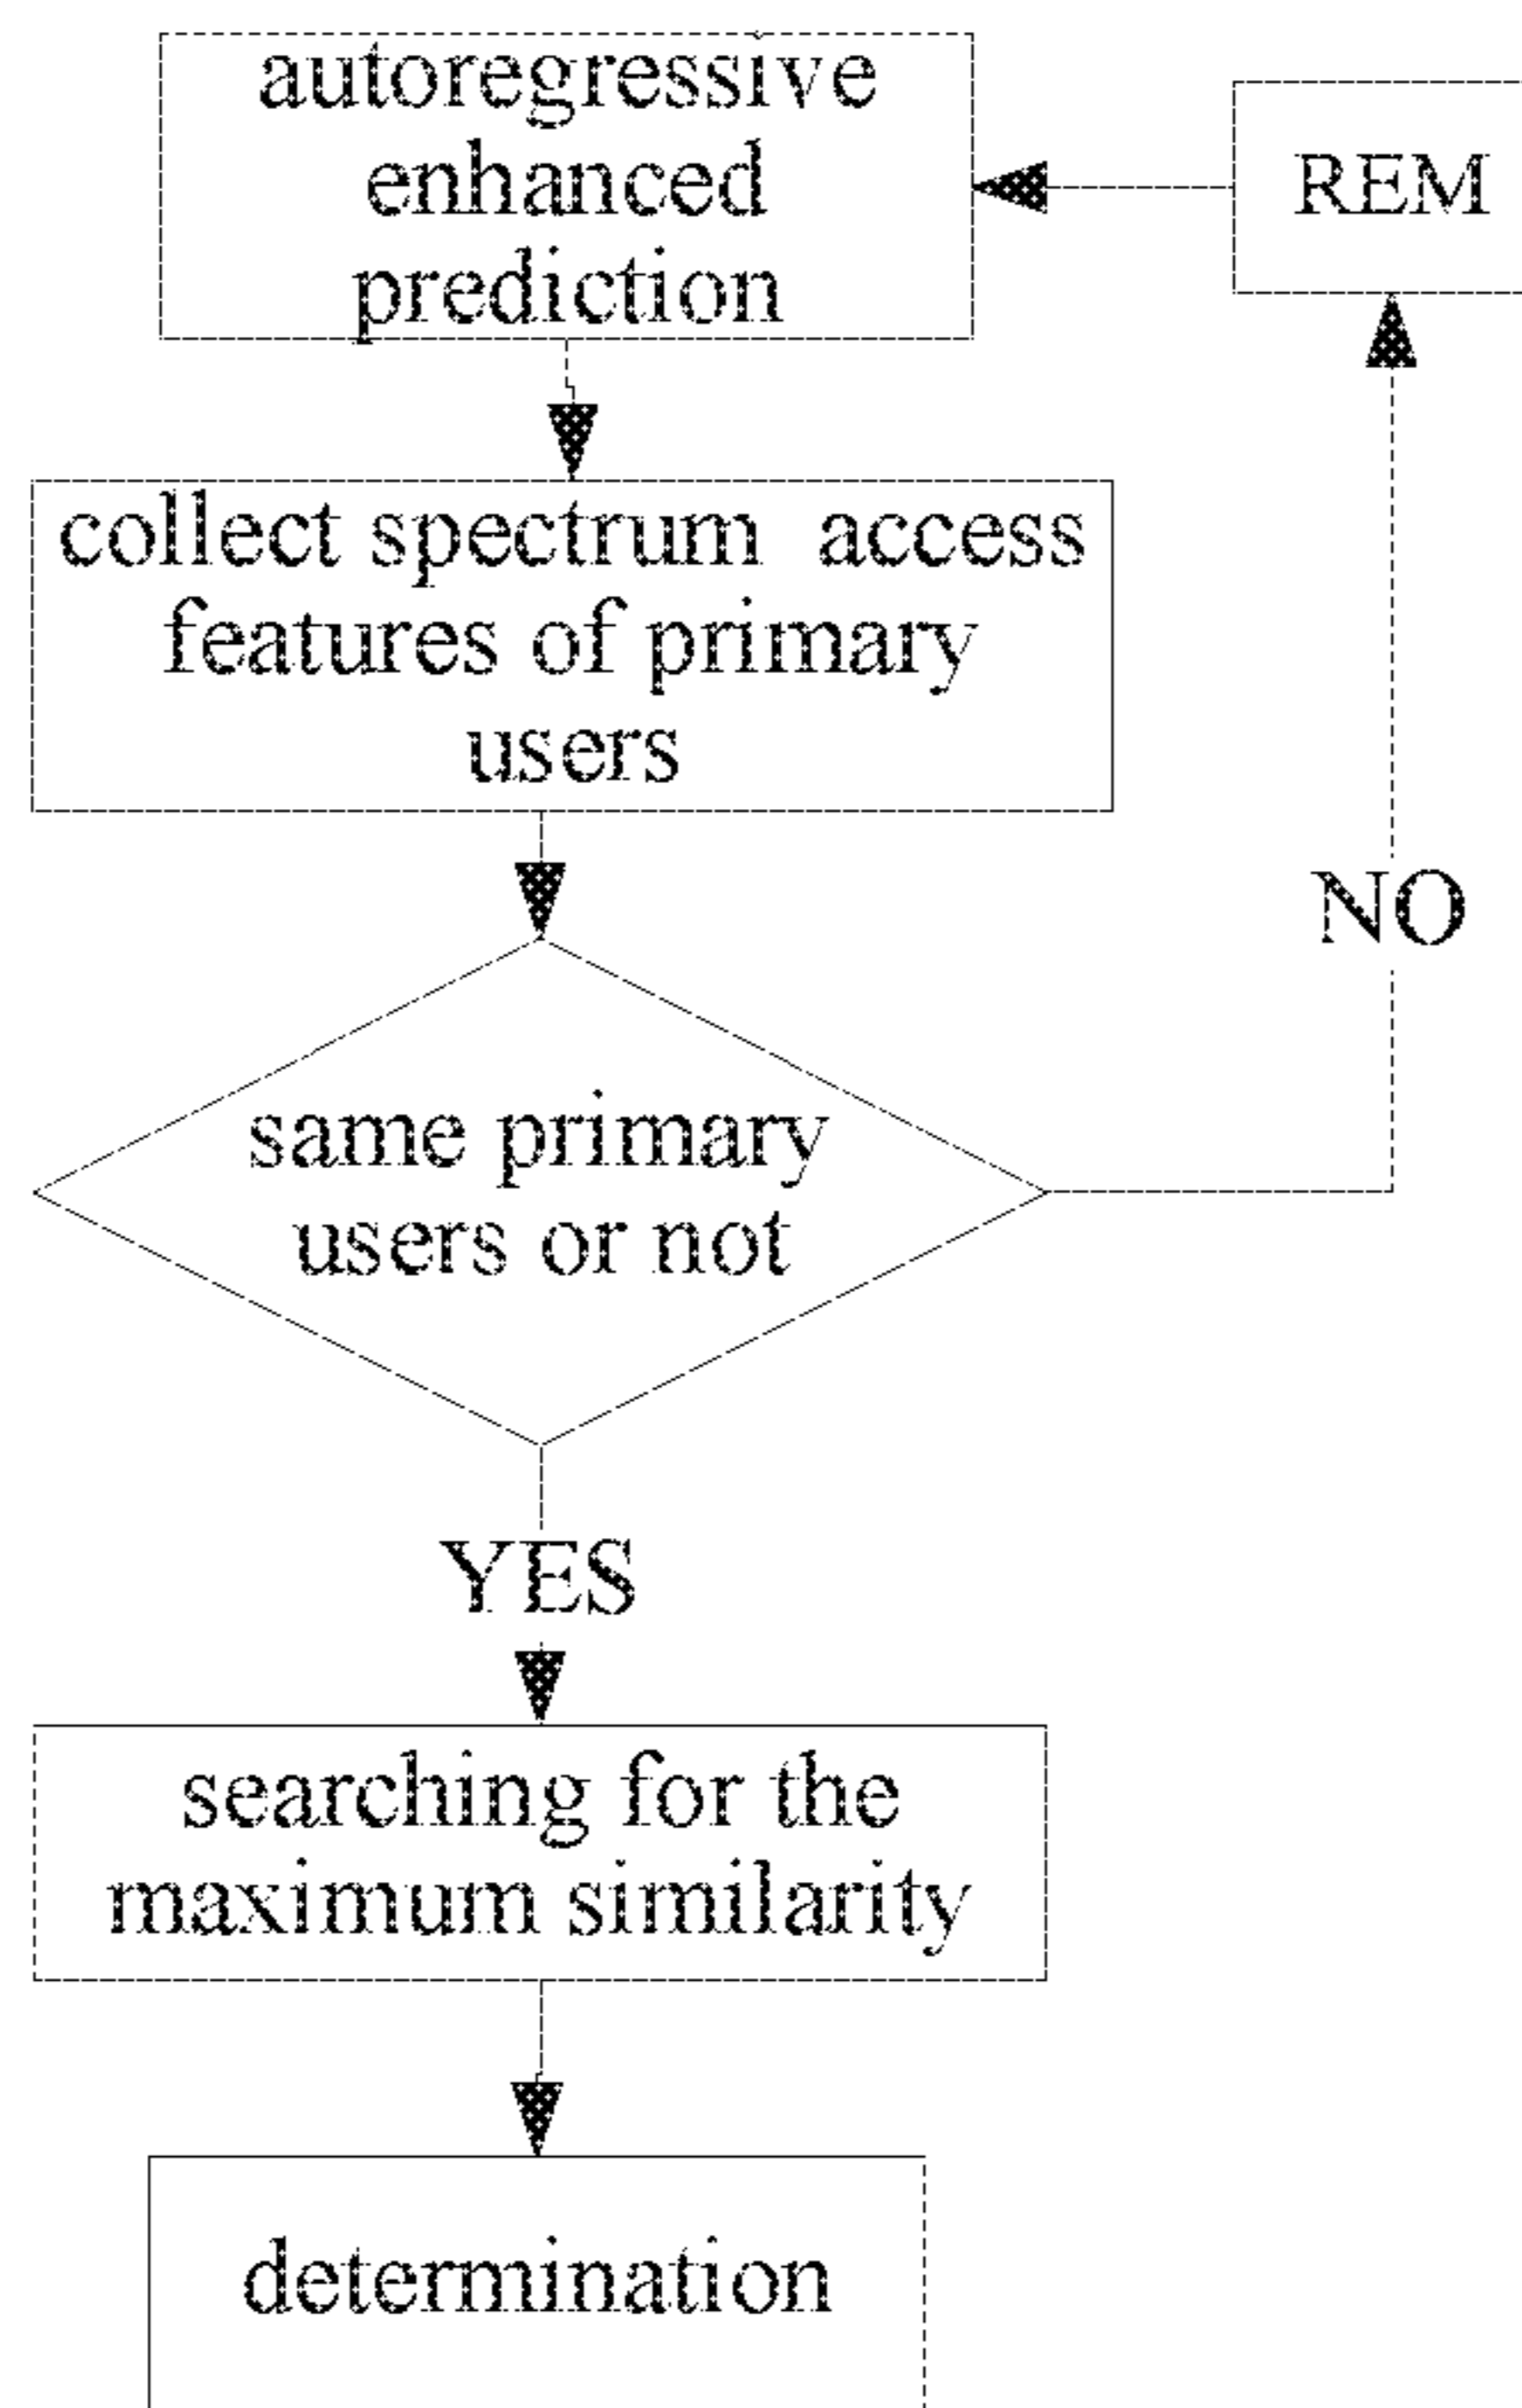 autoregressive
enhanced
prediction
REM
collect spectrum access
features of primary
users
NO
same primary
users or not
YES
searching for the
maximum similarity
determination